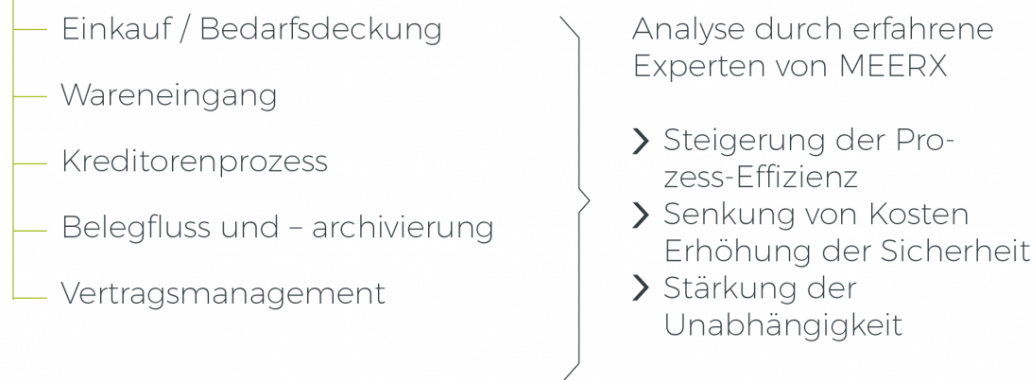 Einkauf / Bedarfsdeckung
Wareneingang
Kreditorenprozess
Belegfluss und – archivierung
Vertragsmanagement
Analyse durch erfahrene
Experten von MEERX
Steigerung der Pro-
zess-Effizienz
Senkung von Kosten
Erhöhung der Sicherheit
Stärkung der
Unabhängigkeit